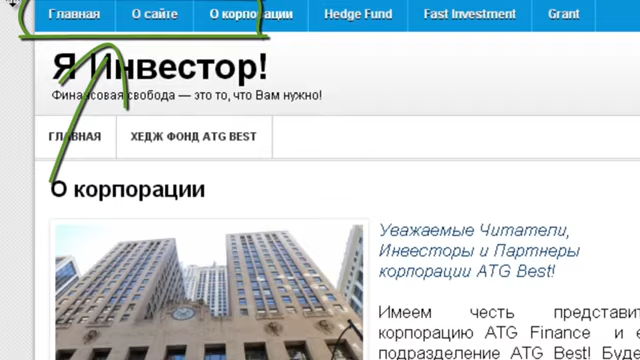 Главная О сайте О корпорации Hedge Fund Fast Investment Grant
Я Инвестор!
Финансовая свобода — это то, что Вам нужно!
ГЛАВНАЯ ХЕДЖ ФОНД ATG BEST
О корпорации
Уважаемые Читатели,
Инвесторы и Партнеры
корпорации ATG Best!
Имеем честь представит
корпорацию ATG Finance и е
подразделение ATG Best! Буде